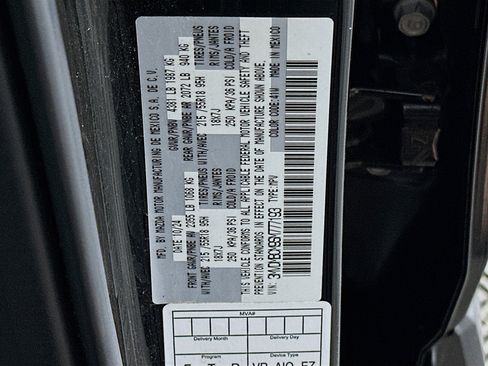 MFD. BY MAZDA MOTOR MANUFACTURING DE MEXICO S.A. DE C.V.
DATE 10/24 GVWR/PNBV 4381 LB 1987 KG
FRONT GAWR/PNBE AV 2355 LB 1068 KG REAR GAWR/PNBE AR 2072 LB 940 KG
WITH/AVEC 215/55R18 95H TIRES/PNEUS WITH/AVEC 215/55R18 95H TIRES/PNEUS
18X7J RIMS/JANTES 18X7J RIMS/JANTES
250 KPA/36 PSI COLD/A FROID 250 KPA/36 PSI COLD/A FROID
THIS VEHICLE CONFORMS TO ALL APPLICABLE FEDERAL MOTOR VEHICLE SAFETY AND THEFT
PREVENTION STANDARDS IN EFFECT ON THE DATE OF MANUFACTURE SHOWN ABOVE.
TYPE:MPV COLOR CODE:41W MADE IN MEXICO
MVA#
Delivery Month Delivery Day
Program Device Type